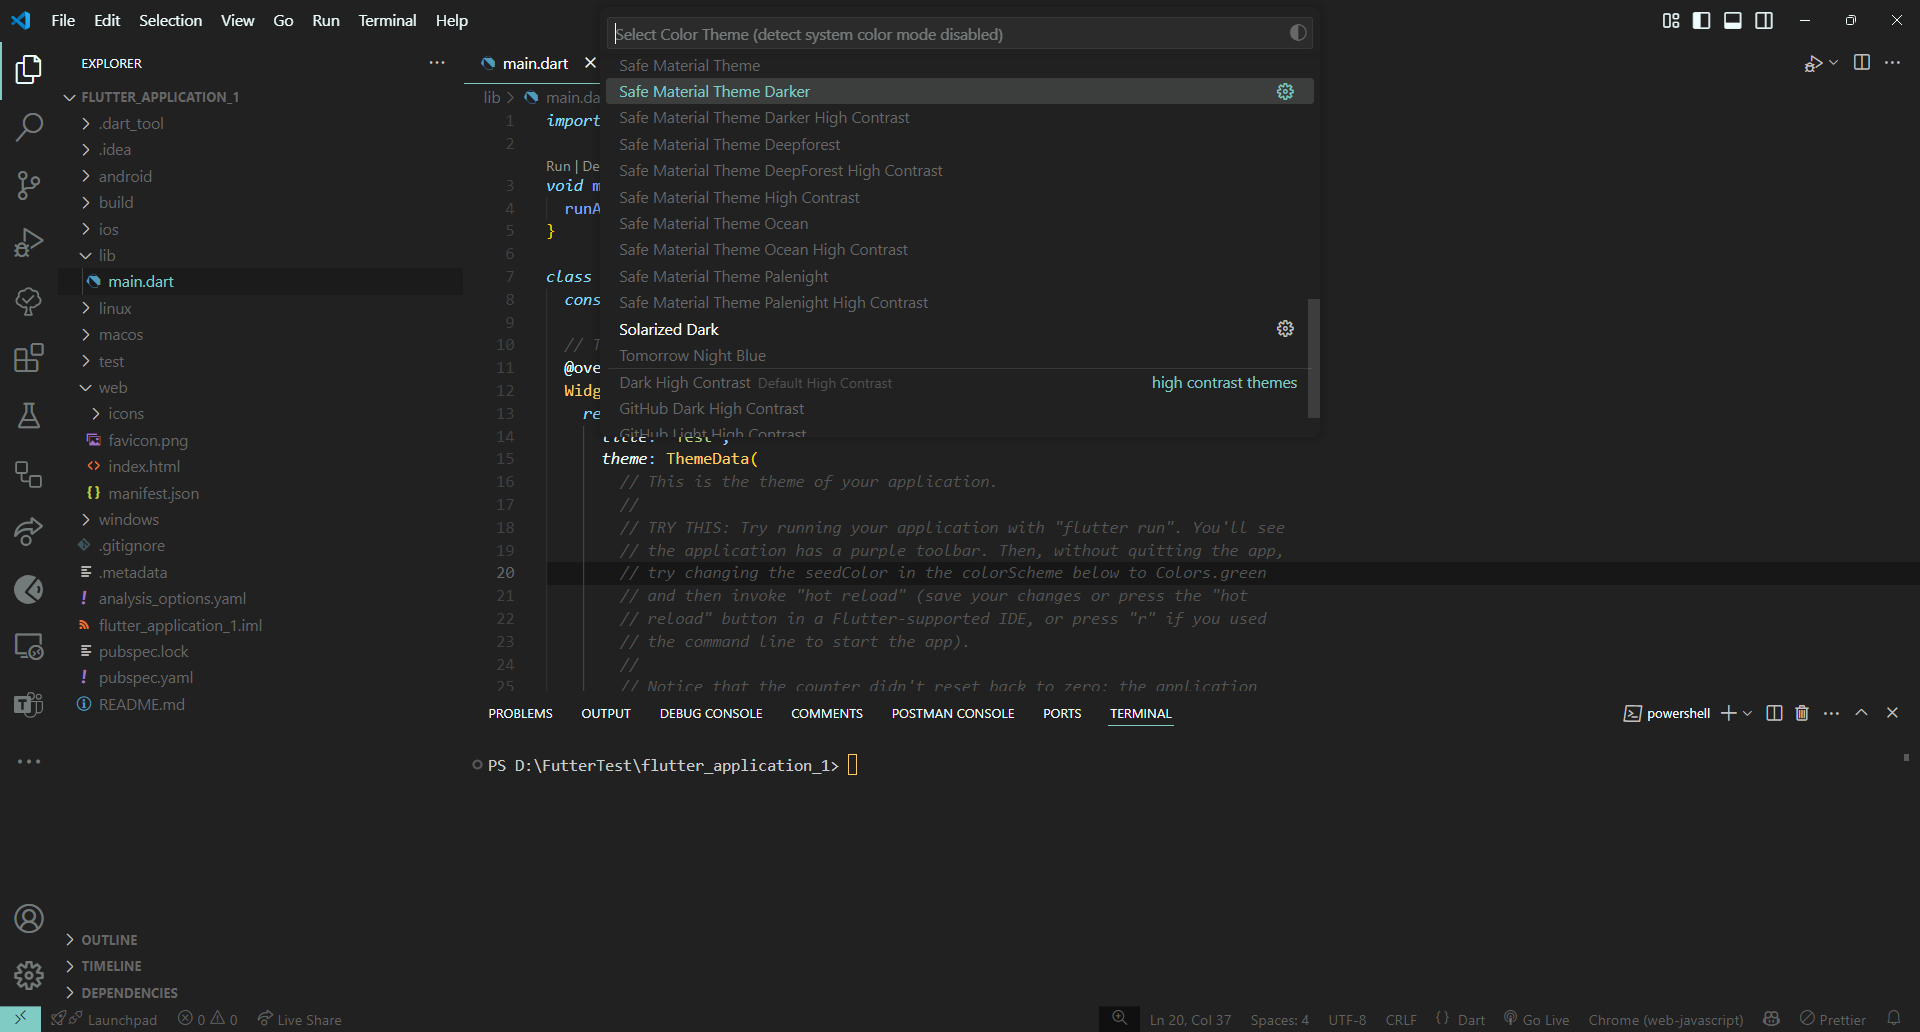 File Edit Selection View Go Run Terminal Help
Select Color Theme (detect system color mode disabled)
Safe Material Theme
Safe Material Theme Darker
Safe Material Theme Darker High Contrast
Safe Material Theme Deepforest
Safe Material Theme DeepForest High Contrast
Safe Material Theme High Contrast
Safe Material Theme Ocean
Safe Material Theme Ocean High Contrast
Safe Material Theme Palenight
Safe Material Theme Palenight High Contrast
Solarized Dark
Tomorrow Night Blue
Dark High Contrast Default High Contrast high contrast themes
GitHub Dark High Contrast
GitHub Light High Contrast
EXPLORER
FLUTTER_APPLICATION_1
.dart_tool
.idea
android
build
ios
lib
main.dart
linux
macos
test
web
icons
favicon.png
index.html
manifest.json
windows
.gitignore
.metadata
analysis_options.yaml
flutter_application_1.iml
pubspec.lock
pubspec.yaml
README.md
OUTLINE
TIMELINE
DEPENDENCIES
main.dart
lib > main.da
1 import
2
Run | De
3 void m
4 runA
5 }
6
7 class
8 cons
9
10 // T
11 @ove
12 Widg
13 re
14 title: 'Test',
15 theme: ThemeData(
16 // This is the theme of your application.
17 //
18 // TRY THIS: Try running your application with "flutter run". You'll see
19 // the application has a purple toolbar. Then, without quitting the app,
20 // try changing the seedColor in the colorScheme below to Colors.green
21 // and then invoke "hot reload" (save your changes or press the "hot
22 // reload" button in a Flutter-supported IDE, or press "r" if you used
23 // the command line to start the app).
24 //
25 // Notice that the counter didn't reset back to zero; the application
PROBLEMS OUTPUT DEBUG CONSOLE COMMENTS POSTMAN CONSOLE PORTS TERMINAL
powershell
PS D:\FutterTest\flutter_application_1>
Launchpad 0 0 Live Share
Ln 20, Col 37 Spaces: 4 UTF-8 CRLF {} Dart Go Live Chrome (web-javascript) Prettier